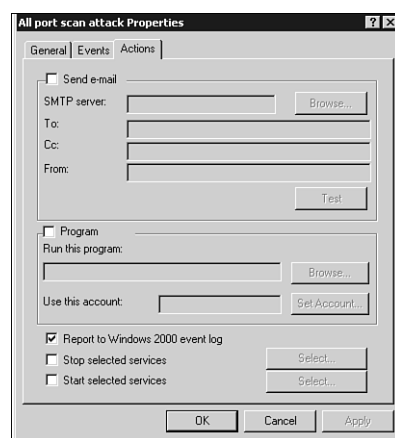 All port scan attack Properties
General Events Actions
Send e-mail
SMTP server: Browse...
To:
Cc:
From:
Test
Program
Run this program:
Browse...
Use this account: Set Account...
Report to Windows 2000 event log
Stop selected services Select...
Start selected services Select...
OK Cancel Apply